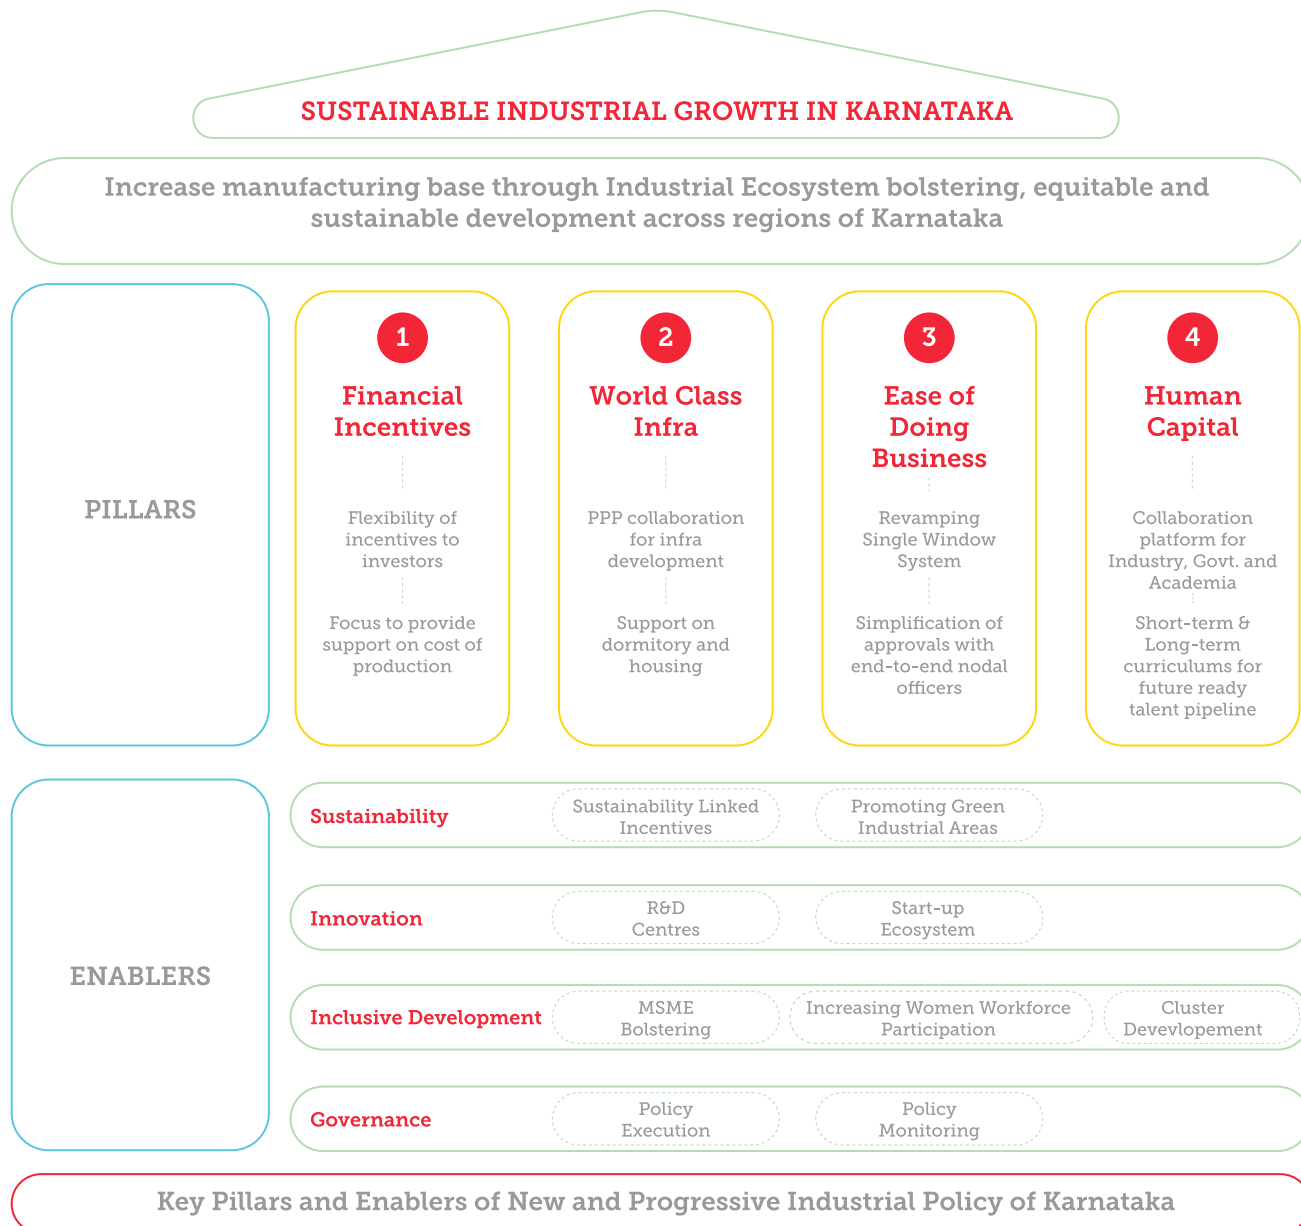 SUSTAINABLE INDUSTRIAL GROWTH IN KARNATAKA
Increase manufacturing base through Industrial Ecosystem bolstering, equitable and
sustainable development across regions of Karnataka
PILLARS
1
Financial
Incentives
Flexibility of
incentives to
investors
Focus to provide
support on cost of
production
2
World Class
Infra
PPP collaboration
for infra
development
Support on
dormitory and
housing
3
Ease of
Doing
Business
Revamping
Single Window
System
Simplification of
approvals with
end-to-end nodal
officers
4
Human
Capital
Collaboration
platform for
Industry, Govt. and
Academia
Short-term &
Long-term
curriculums for
future ready
talent pipeline
ENABLERS
Sustainability
Sustainability Linked
Incentives
Promoting Green
Industrial Areas
Innovation
R&D
Centres
Start-up
Ecosystem
Inclusive Development
MSME
Bolstering
Increasing Women Workforce
Participation
Cluster
Devevlopement
Governance
Policy
Execution
Policy
Monitoring
Key Pillars and Enablers of New and Progressive Industrial Policy of Karnataka